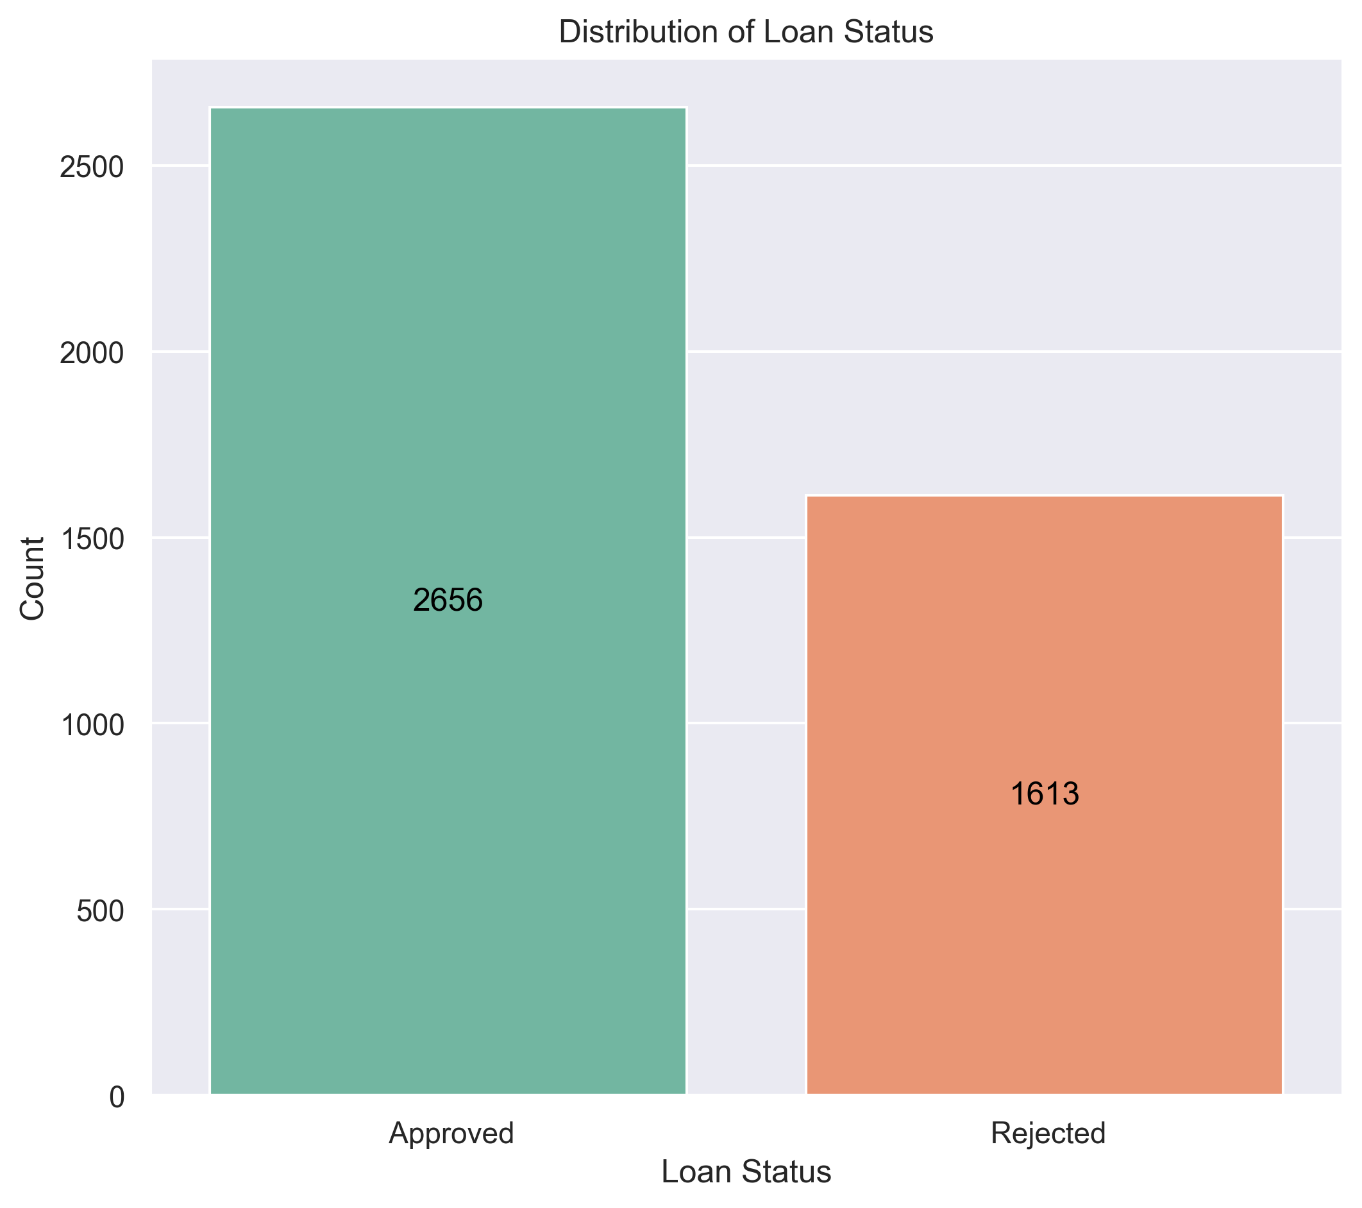 Distribution of Loan Status
Count
2500
2000
1500
1000
500
0
2656
1613
Approved
Rejected
Loan Status